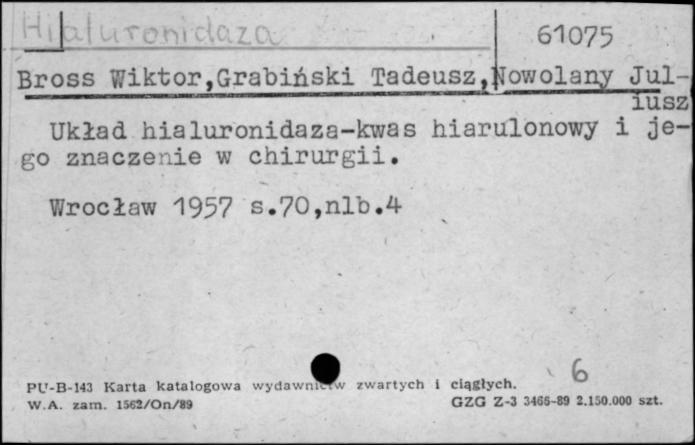 Hialuronidaza
61075
Bross Wiktor,Grabiński Tadeusz,Nowolany Jul-
iusz
Układ hialuronidaza-kwas hiarulonowy i je-
go znaczenie w chirurgii.
Wrocław 1957 s.70,nlb.4
6
PU-B-143 Karta katalogowa wydawnictw zwartych i ciągłych.
W.A. zam. 1562/On/89
GZG Z-3 3466-89 2.150.000 szt.